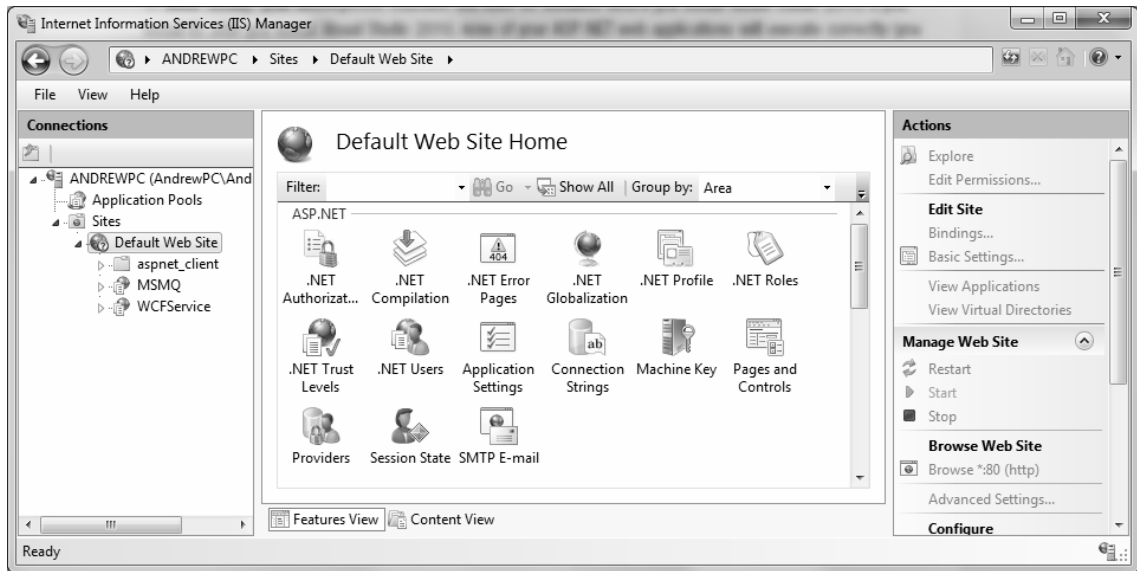 Internet Information Services (IIS) Manager
ANDREWPC Sites Default Web Site
File View Help
Connections
ANDREWPC (AndrewPC\And
Application Pools
Sites
Default Web Site
aspnet_client
MSMQ
WCFService
Default Web Site Home
Filter: Go Show All Group by: Area
ASP.NET
.NET Authorizat...
.NET Compilation
.NET Error Pages
404
.NET Globalization
.NET Profile
.NET Roles
.NET Trust Levels
.NET Users
Application Settings
ab
Connection Strings
Machine Key
Pages and Controls
Providers
Session State
SMTP E-mail
Features View
Content View
Actions
Explore
Edit Permissions...
Edit Site
Bindings...
Basic Settings...
View Applications
View Virtual Directories
Manage Web Site
Restart
Start
Stop
Browse Web Site
Browse *:80 (http)
Advanced Settings...
Configure
Ready